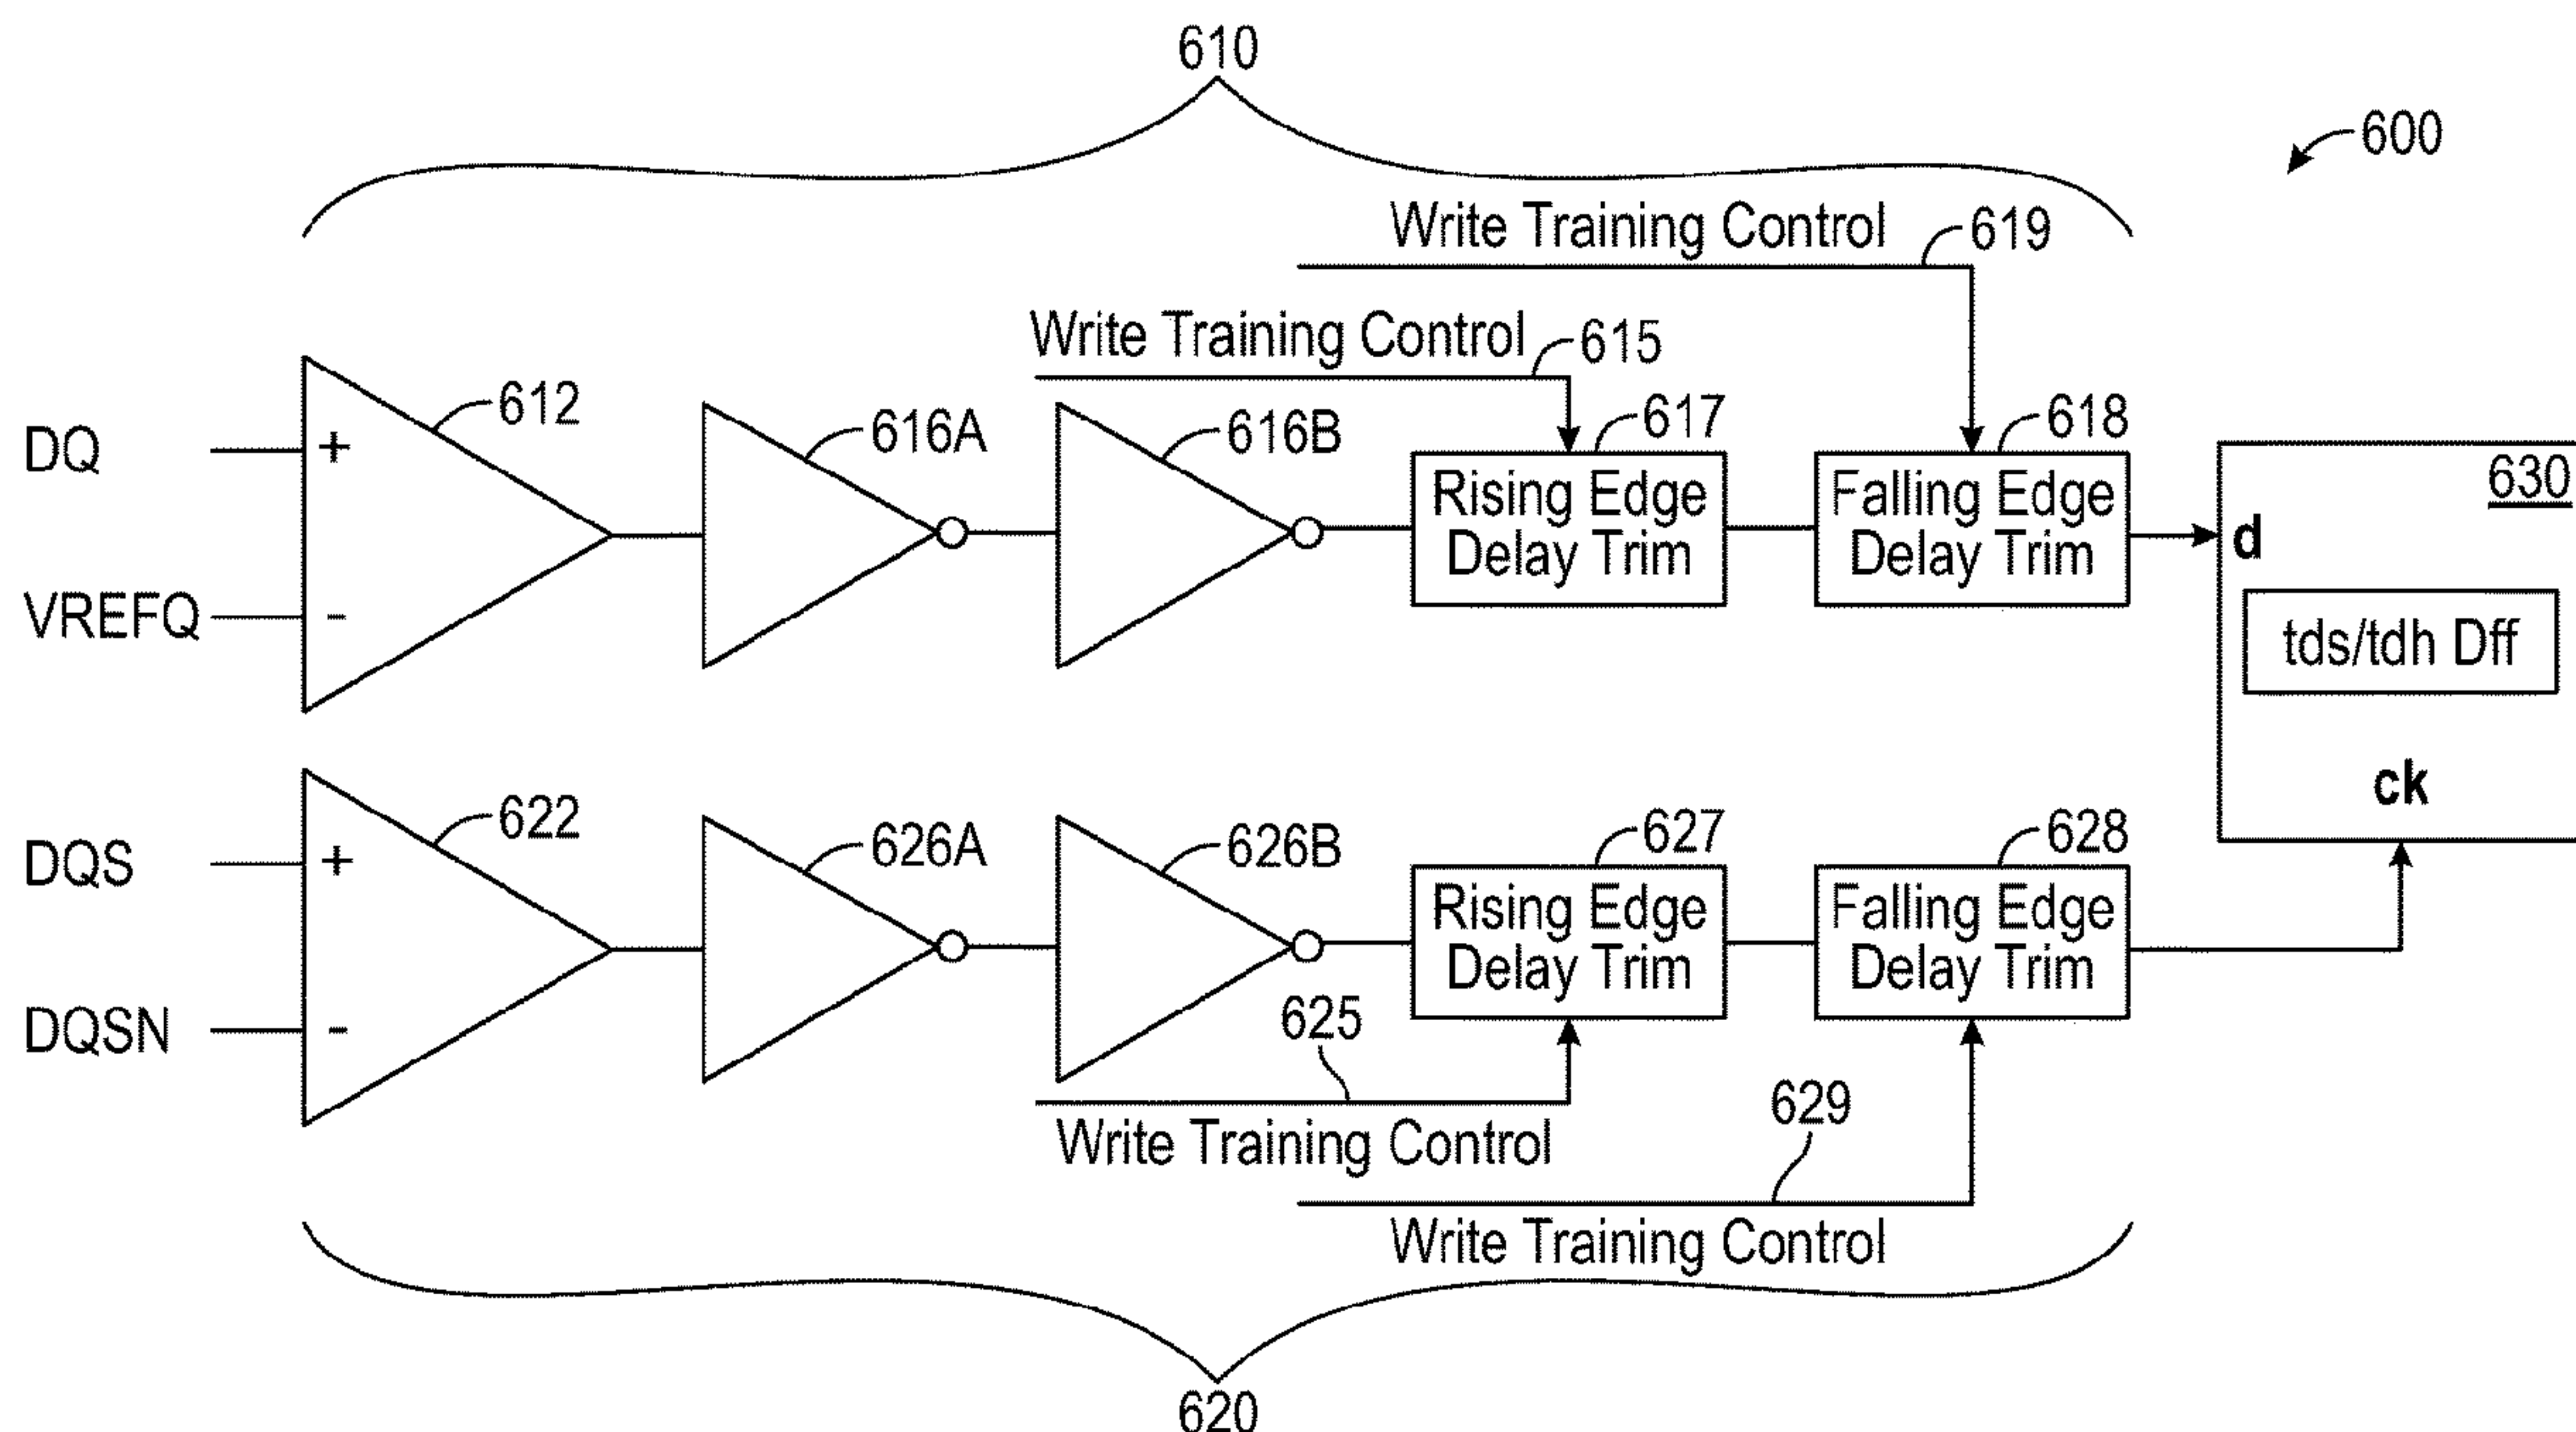 610
600
Write Training Control
619
Write Training Control
615
612
616A
616B
617
618
DQ
+
Rising Edge
Delay Trim
Falling Edge
Delay Trim
630
d
VREFQ
-
tds/tdh Dff
ck
622
626A
626B
627
628
DQS
+
Rising Edge
Delay Trim
Falling Edge
Delay Trim
DQSN
-
625
Write Training Control
629
Write Training Control
620